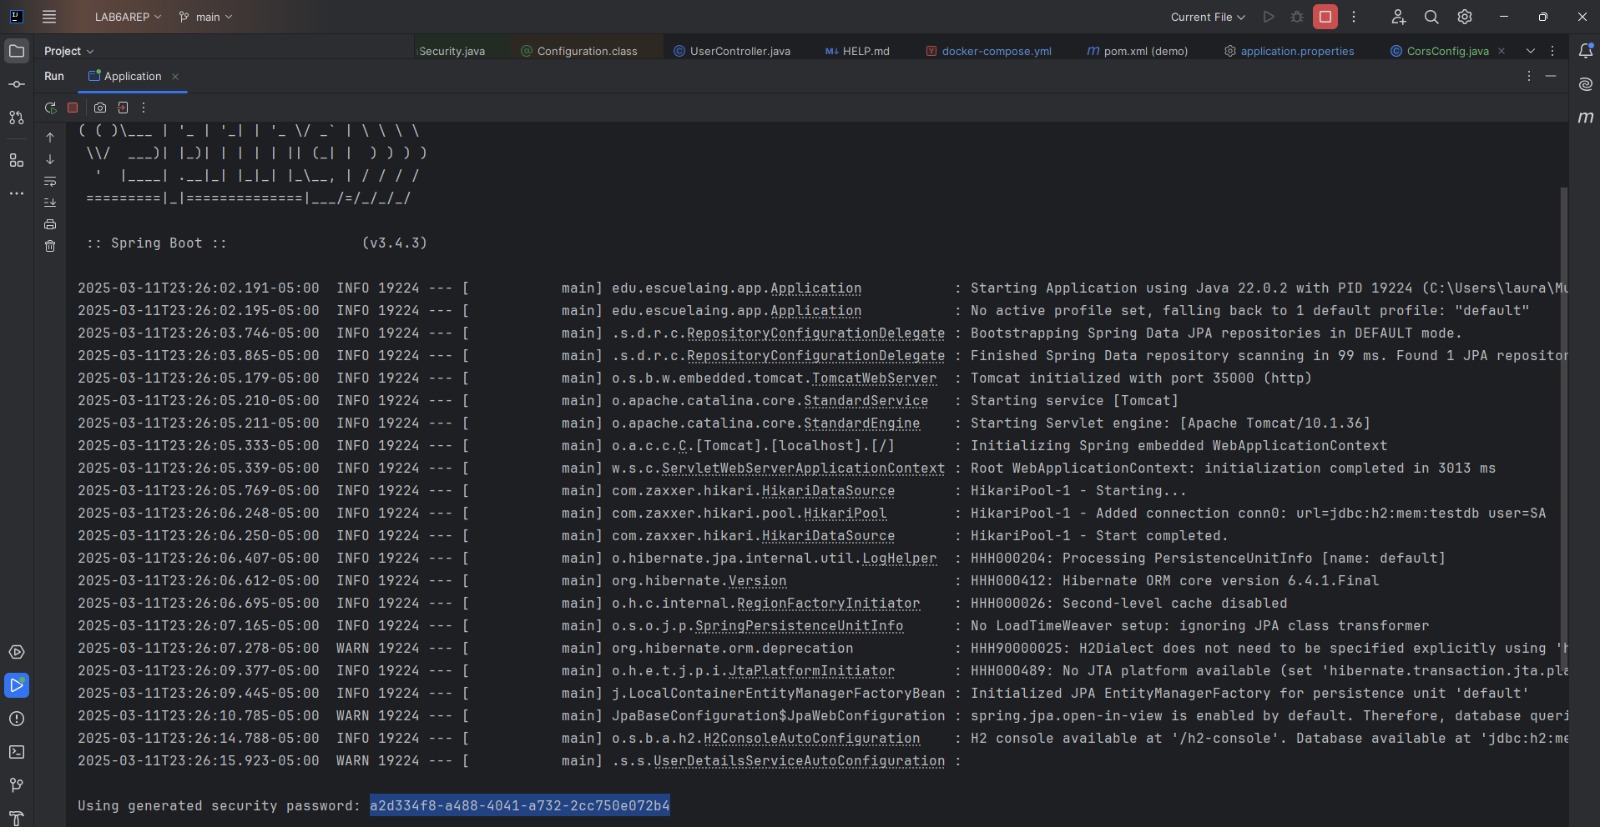 LAB6AREP main Current File
Project Security.java Configuration.class UserController.java HELP.md docker-compose.yml pom.xml (demo) application.properties CorsConfig.java
Run Application
( ( )\___ | '_ | '_| | '_ \/ _` | \ \ \ \
\\/  ___)| |_)| | | | | || (_| |  ) ) ) )
'  |____| .__|_| |_|_| |_\__, | / / / /
=========|_|==============|___/=/_/_/_/
:: Spring Boot :: (v3.4.3)
2025-03-11T23:26:02.191-05:00 INFO 19224 --- [ main] edu.escuelaing.app.Application : Starting Application using Java 22.0.2 with PID 19224 (C:\Users\laura\Mu
2025-03-11T23:26:02.195-05:00 INFO 19224 --- [ main] edu.escuelaing.app.Application : No active profile set, falling back to 1 default profile: "default"
2025-03-11T23:26:03.746-05:00 INFO 19224 --- [ main] .s.d.r.c.RepositoryConfigurationDelegate : Bootstrapping Spring Data JPA repositories in DEFAULT mode.
2025-03-11T23:26:03.865-05:00 INFO 19224 --- [ main] .s.d.r.c.RepositoryConfigurationDelegate : Finished Spring Data repository scanning in 99 ms. Found 1 JPA repositor
2025-03-11T23:26:05.179-05:00 INFO 19224 --- [ main] o.s.b.w.embedded.tomcat.TomcatWebServer : Tomcat initialized with port 35000 (http)
2025-03-11T23:26:05.210-05:00 INFO 19224 --- [ main] o.apache.catalina.core.StandardService : Starting service [Tomcat]
2025-03-11T23:26:05.211-05:00 INFO 19224 --- [ main] o.apache.catalina.core.StandardEngine : Starting Servlet engine: [Apache Tomcat/10.1.36]
2025-03-11T23:26:05.333-05:00 INFO 19224 --- [ main] o.a.c.c.C.[Tomcat].[localhost].[/] : Initializing Spring embedded WebApplicationContext
2025-03-11T23:26:05.339-05:00 INFO 19224 --- [ main] w.s.c.ServletWebServerApplicationContext : Root WebApplicationContext: initialization completed in 3013 ms
2025-03-11T23:26:05.769-05:00 INFO 19224 --- [ main] com.zaxxer.hikari.HikariDataSource : HikariPool-1 - Starting...
2025-03-11T23:26:06.248-05:00 INFO 19224 --- [ main] com.zaxxer.hikari.pool.HikariPool : HikariPool-1 - Added connection conn0: url=jdbc:h2:mem:testdb user=SA
2025-03-11T23:26:06.250-05:00 INFO 19224 --- [ main] com.zaxxer.hikari.HikariDataSource : HikariPool-1 - Start completed.
2025-03-11T23:26:06.407-05:00 INFO 19224 --- [ main] o.hibernate.jpa.internal.util.LogHelper : HHH000204: Processing PersistenceUnitInfo [name: default]
2025-03-11T23:26:06.612-05:00 INFO 19224 --- [ main] org.hibernate.Version : HHH000412: Hibernate ORM core version 6.4.1.Final
2025-03-11T23:26:06.695-05:00 INFO 19224 --- [ main] o.h.c.internal.RegionFactoryInitiator : HHH000026: Second-level cache disabled
2025-03-11T23:26:07.165-05:00 INFO 19224 --- [ main] o.s.o.j.p.SpringPersistenceUnitInfo : No LoadTimeWeaver setup: ignoring JPA class transformer
2025-03-11T23:26:07.278-05:00 WARN 19224 --- [ main] org.hibernate.orm.deprecation : HHH90000025: H2Dialect does not need to be specified explicitly using 'h
2025-03-11T23:26:09.377-05:00 INFO 19224 --- [ main] o.h.e.t.j.p.i.JtaPlatformInitiator : HHH000489: No JTA platform available (set 'hibernate.transaction.jta.pla
2025-03-11T23:26:09.445-05:00 INFO 19224 --- [ main] j.LocalContainerEntityManagerFactoryBean : Initialized JPA EntityManagerFactory for persistence unit 'default'
2025-03-11T23:26:10.785-05:00 WARN 19224 --- [ main] JpaBaseConfiguration$JpaWebConfiguration : spring.jpa.open-in-view is enabled by default. Therefore, database queri
2025-03-11T23:26:14.788-05:00 INFO 19224 --- [ main] o.s.b.a.h2.H2ConsoleAutoConfiguration : H2 console available at '/h2-console'. Database available at 'jdbc:h2:me
2025-03-11T23:26:15.923-05:00 WARN 19224 --- [ main] .s.s.UserDetailsServiceAutoConfiguration :
Using generated security password: a2d334f8-a488-4041-a732-2cc750e072b4